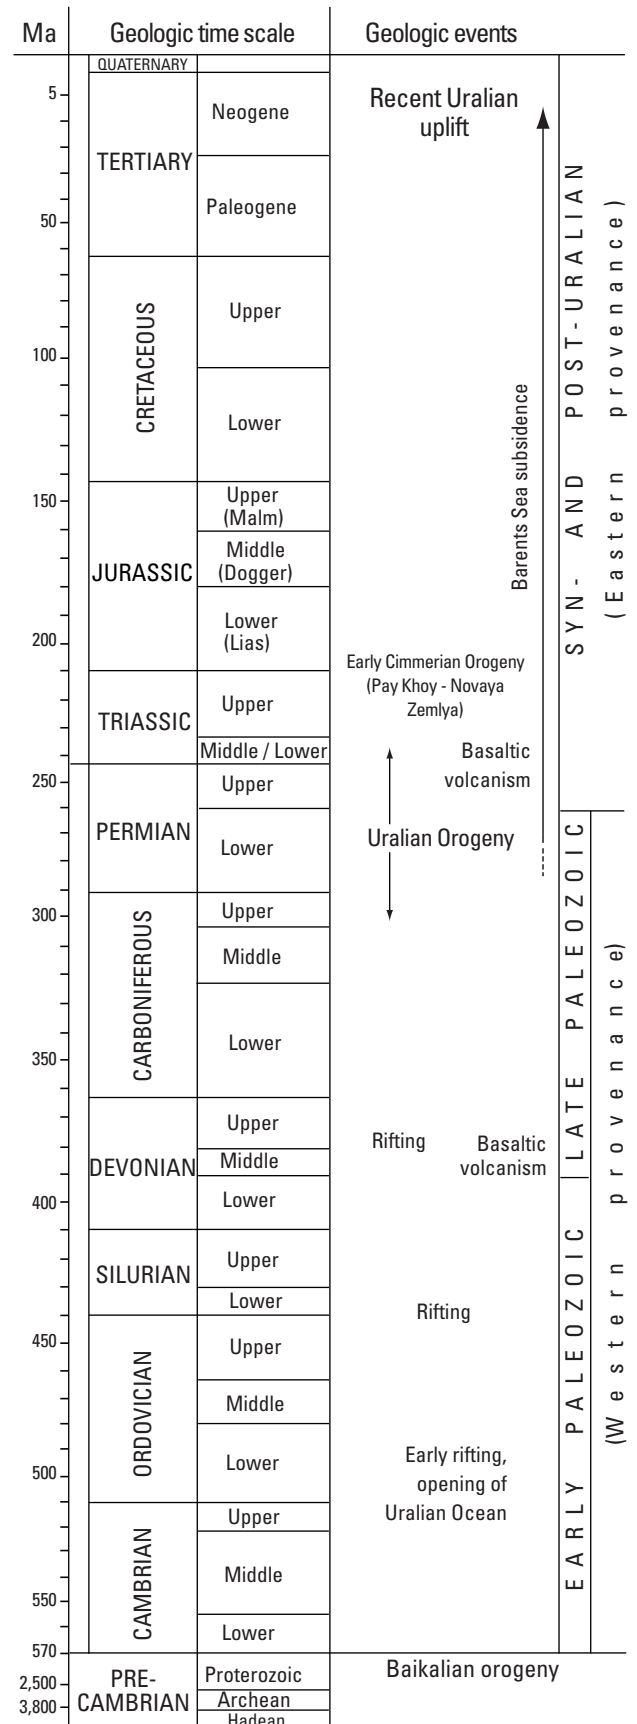 Ma
Geologic time scale
Geologic events
QUATERNARY
5
Neogene
Recent Uralian
uplift
TERTIARY
Paleogene
50
CRETACEOUS
Upper
100
Lower
Barents Sea subsidence
SYN- AND POST-URALIAN
(Eastern provenance)
150
Upper
(Malm)
Middle
(Dogger)
JURASSIC
Lower
(Lias)
200
Early Cimmerian Orogeny
(Pay Khoy - Novaya
Zemlya)
Upper
TRIASSIC
Middle / Lower
Basaltic
volcanism
250
Upper
PERMIAN
Lower
Uralian Orogeny
300
Upper
CARBONIFEROUS
Middle
Lower
350
LATE PALEOZOIC
(Western provenance)
Upper
Rifting
Basaltic
volcanism
DEVONIAN
Middle
Lower
400
SILURIAN
Upper
Lower
Rifting
450
Upper
ORDOVICIAN
Middle
Lower
Early rifting,
opening of
Uralian Ocean
500
EARLY PALEOZOIC
Upper
CAMBRIAN
Middle
550
Lower
570
Baikalian orogeny
PRE-
CAMBRIAN
Proterozoic
2,500
Archean
3,800
Hadean